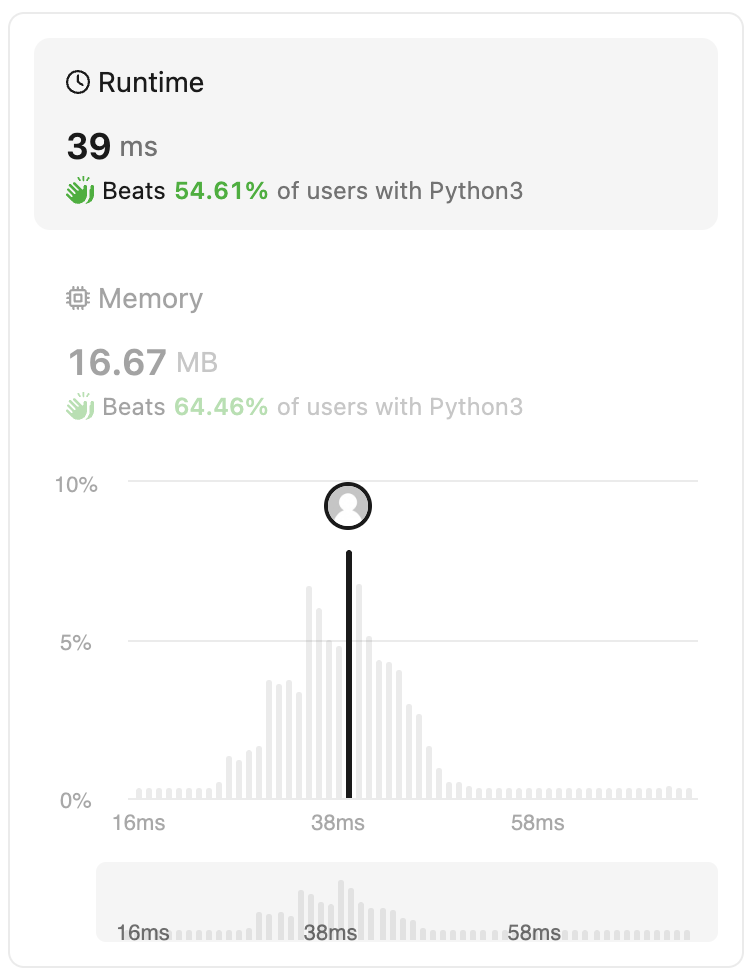 Runtime
39 ms
Beats 54.61% of users with Python3
Memory
16.67 MB
Beats 64.46% of users with Python3
10%
5%
0%
16ms 38ms 58ms
16ms 38ms 58ms